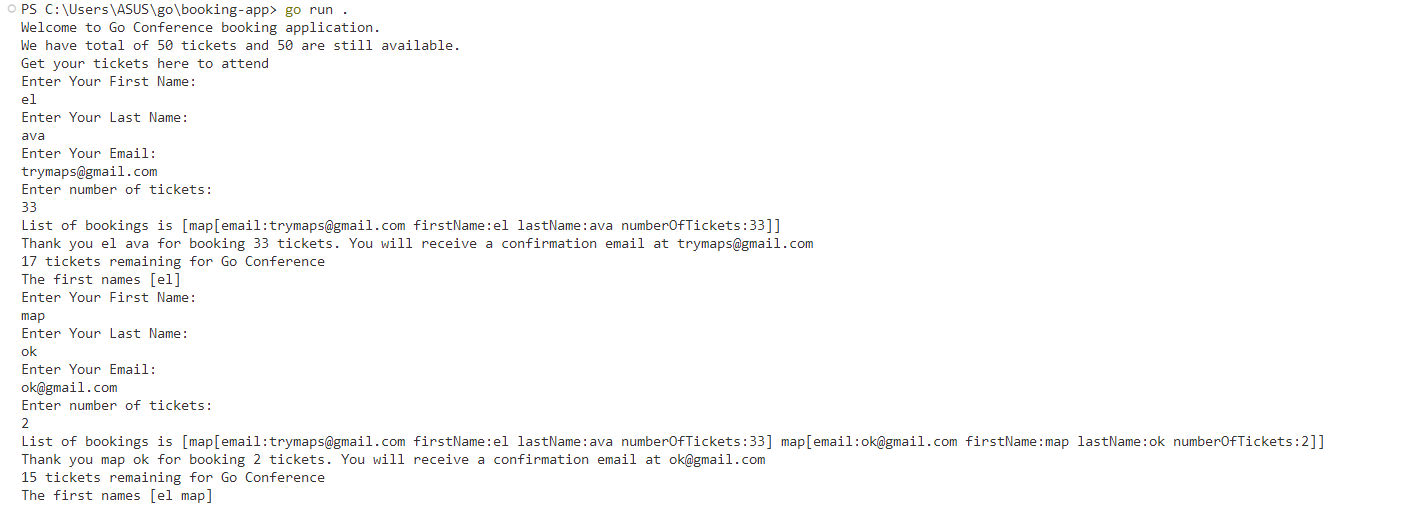 PS C:\Users\ASUS\go\booking-app> go run .
Welcome to Go Conference booking application.
We have total of 50 tickets and 50 are still available.
Get your tickets here to attend
Enter Your First Name:
el
Enter Your Last Name:
ava
Enter Your Email:
trymaps@gmail.com
Enter number of tickets:
33
List of bookings is [map[email:trymaps@gmail.com firstName:el lastName:ava numberOfTickets:33]]
Thank you el ava for booking 33 tickets. You will receive a confirmation email at trymaps@gmail.com
17 tickets remaining for Go Conference
The first names [el]
Enter Your First Name:
map
Enter Your Last Name:
ok
Enter Your Email:
ok@gmail.com
Enter number of tickets:
2
List of bookings is [map[email:trymaps@gmail.com firstName:el lastName:ava numberOfTickets:33] map[email:ok@gmail.com firstName:map lastName:ok numberOfTickets:2]]
Thank you map ok for booking 2 tickets. You will receive a confirmation email at ok@gmail.com
15 tickets remaining for Go Conference
The first names [el map]